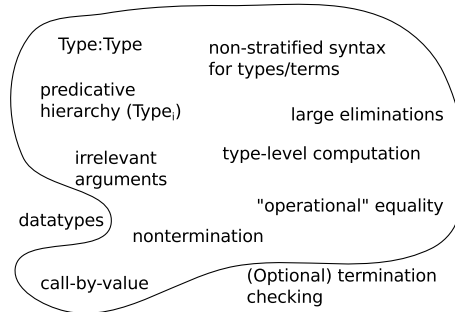 Type:Type
non-stratified syntax
for types/terms
predicative
hierarchy (Typeᵢ)
large eliminations
irrelevant
arguments
type-level computation
"operational" equality
datatypes
nontermination
call-by-value
(Optional) termination
checking